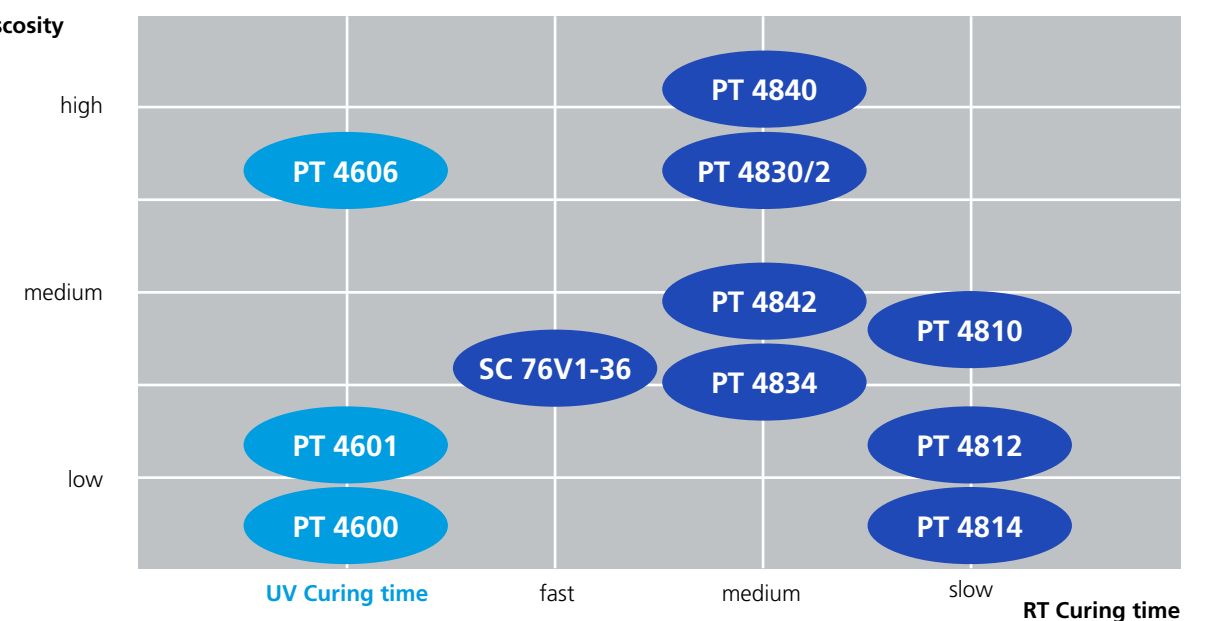 scosity
high
medium
low
PT 4840
PT 4606
PT 4830/2
PT 4842
PT 4810
SC 76V1-36
PT 4834
PT 4601
PT 4812
PT 4600
PT 4814
UV Curing time
fast
medium
slow
RT Curing time